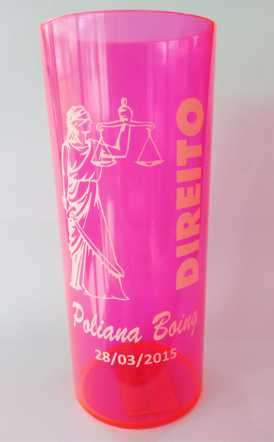 DIREITO
Poliana Boing
28/03/2015